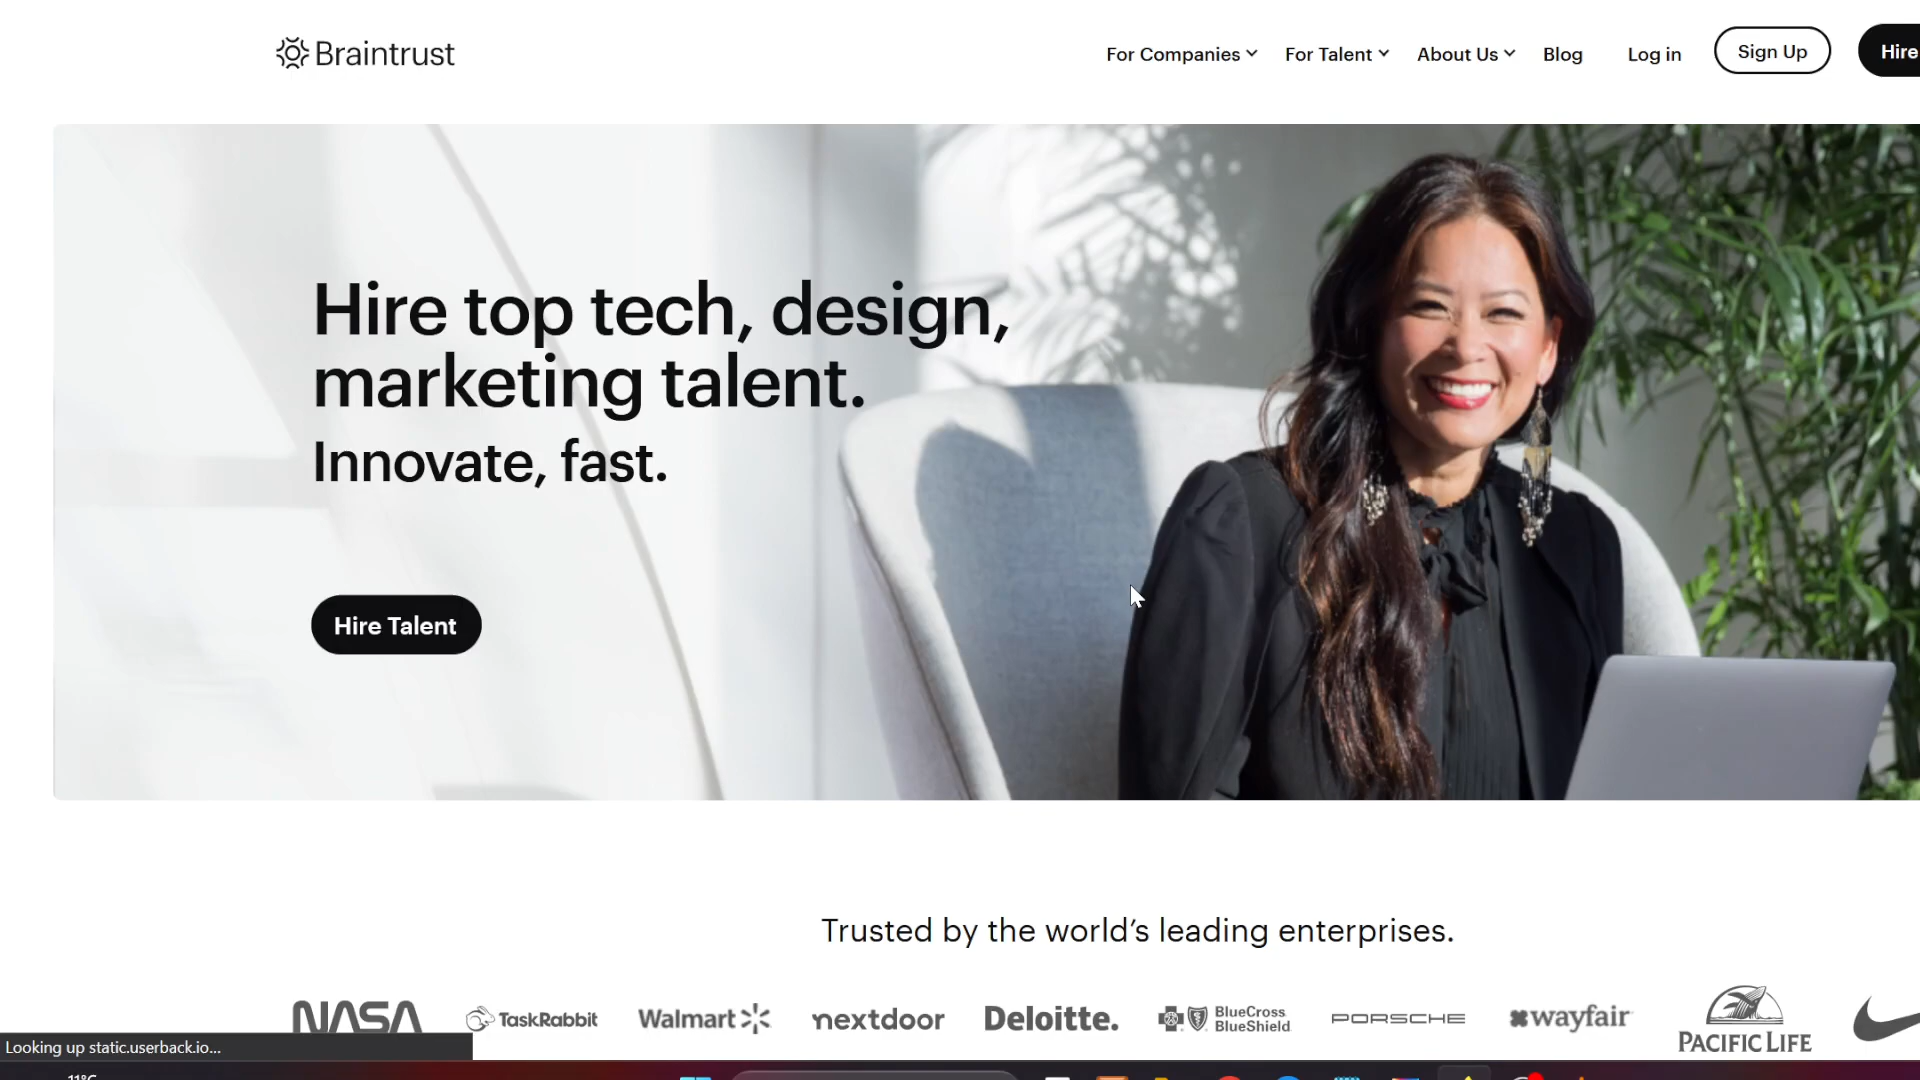 Braintrust
For Companies
For Talent
About Us
Blog
Log in
Sign Up
Hire
Hire top tech, design,
marketing talent.
Innovate, fast.
Hire Talent
Trusted by the world's leading enterprises.
NASA
TaskRabbit
Walmart
nextdoor
Deloitte.
BlueCross
BlueShield
PORSCHE
wayfair
PACIFIC LIFE
Looking up static.userback.io...
11°C